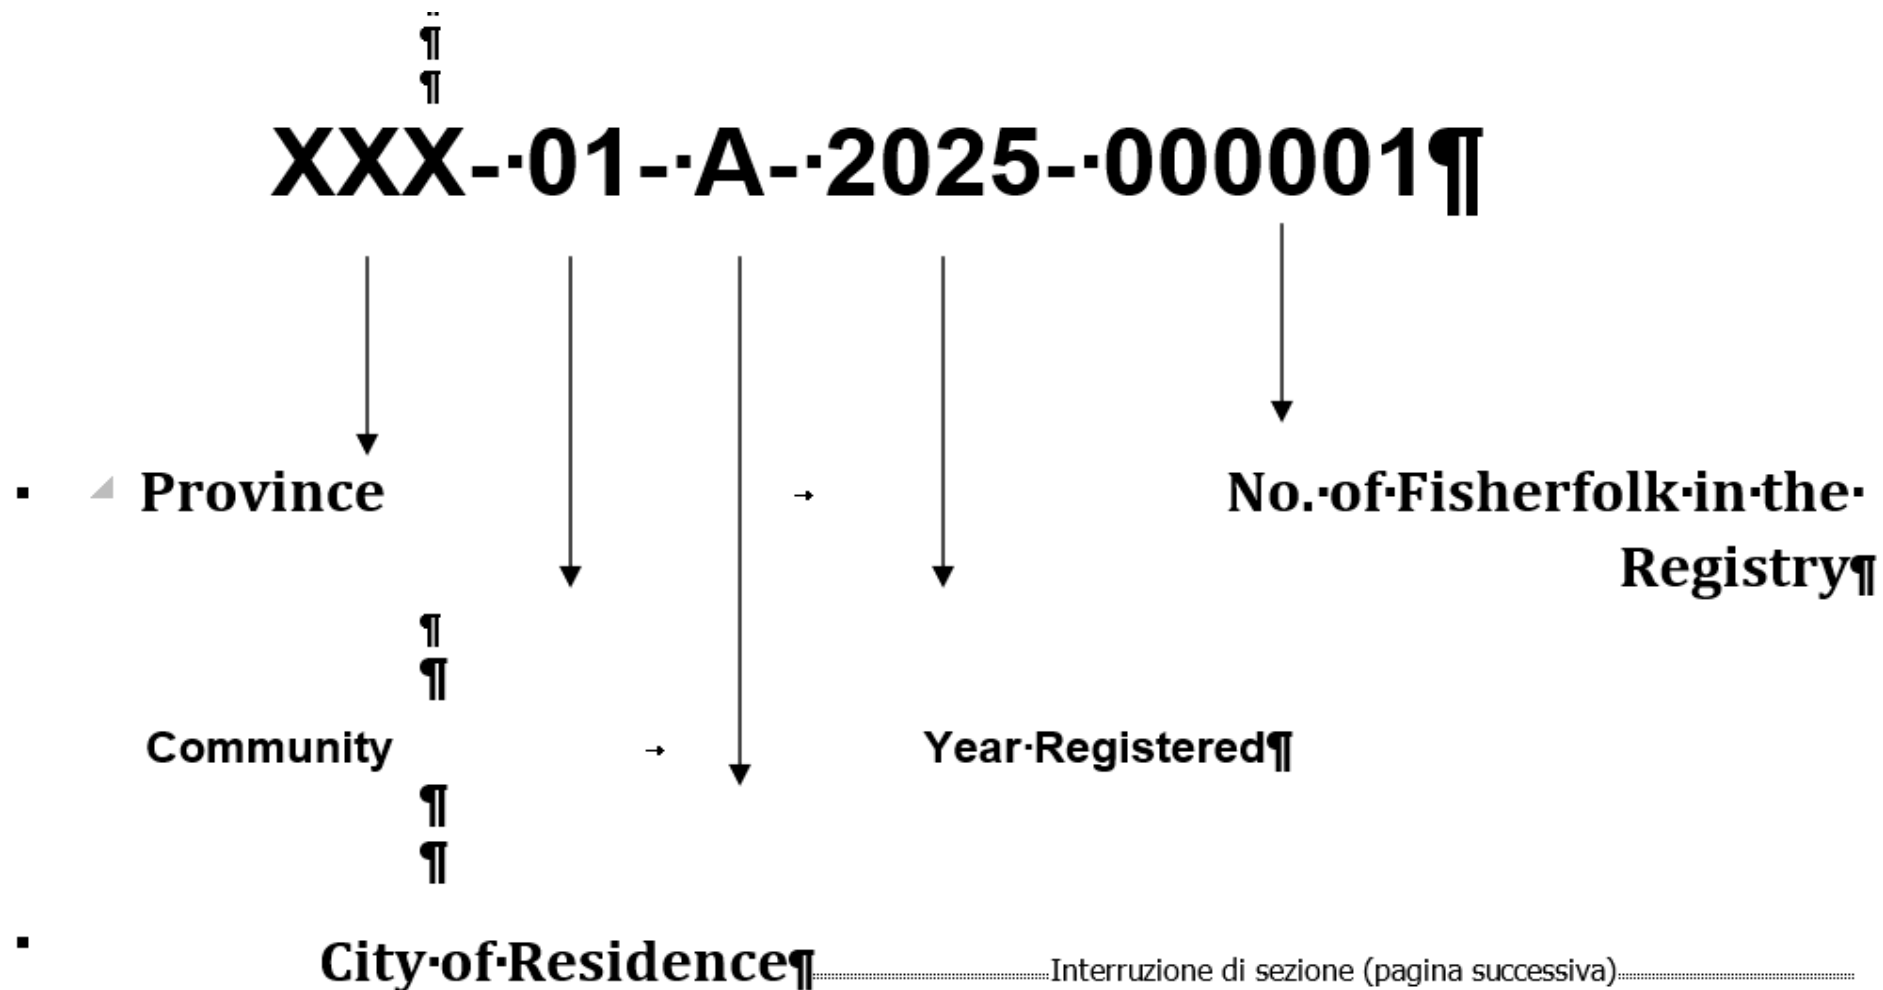 XXX- 01- A- 2025- 000001¶
Province No. of Fisherfolk in the
Registry¶
Community Year Registered¶
City of Residence¶ Interruzione di sezione (pagina successiva)